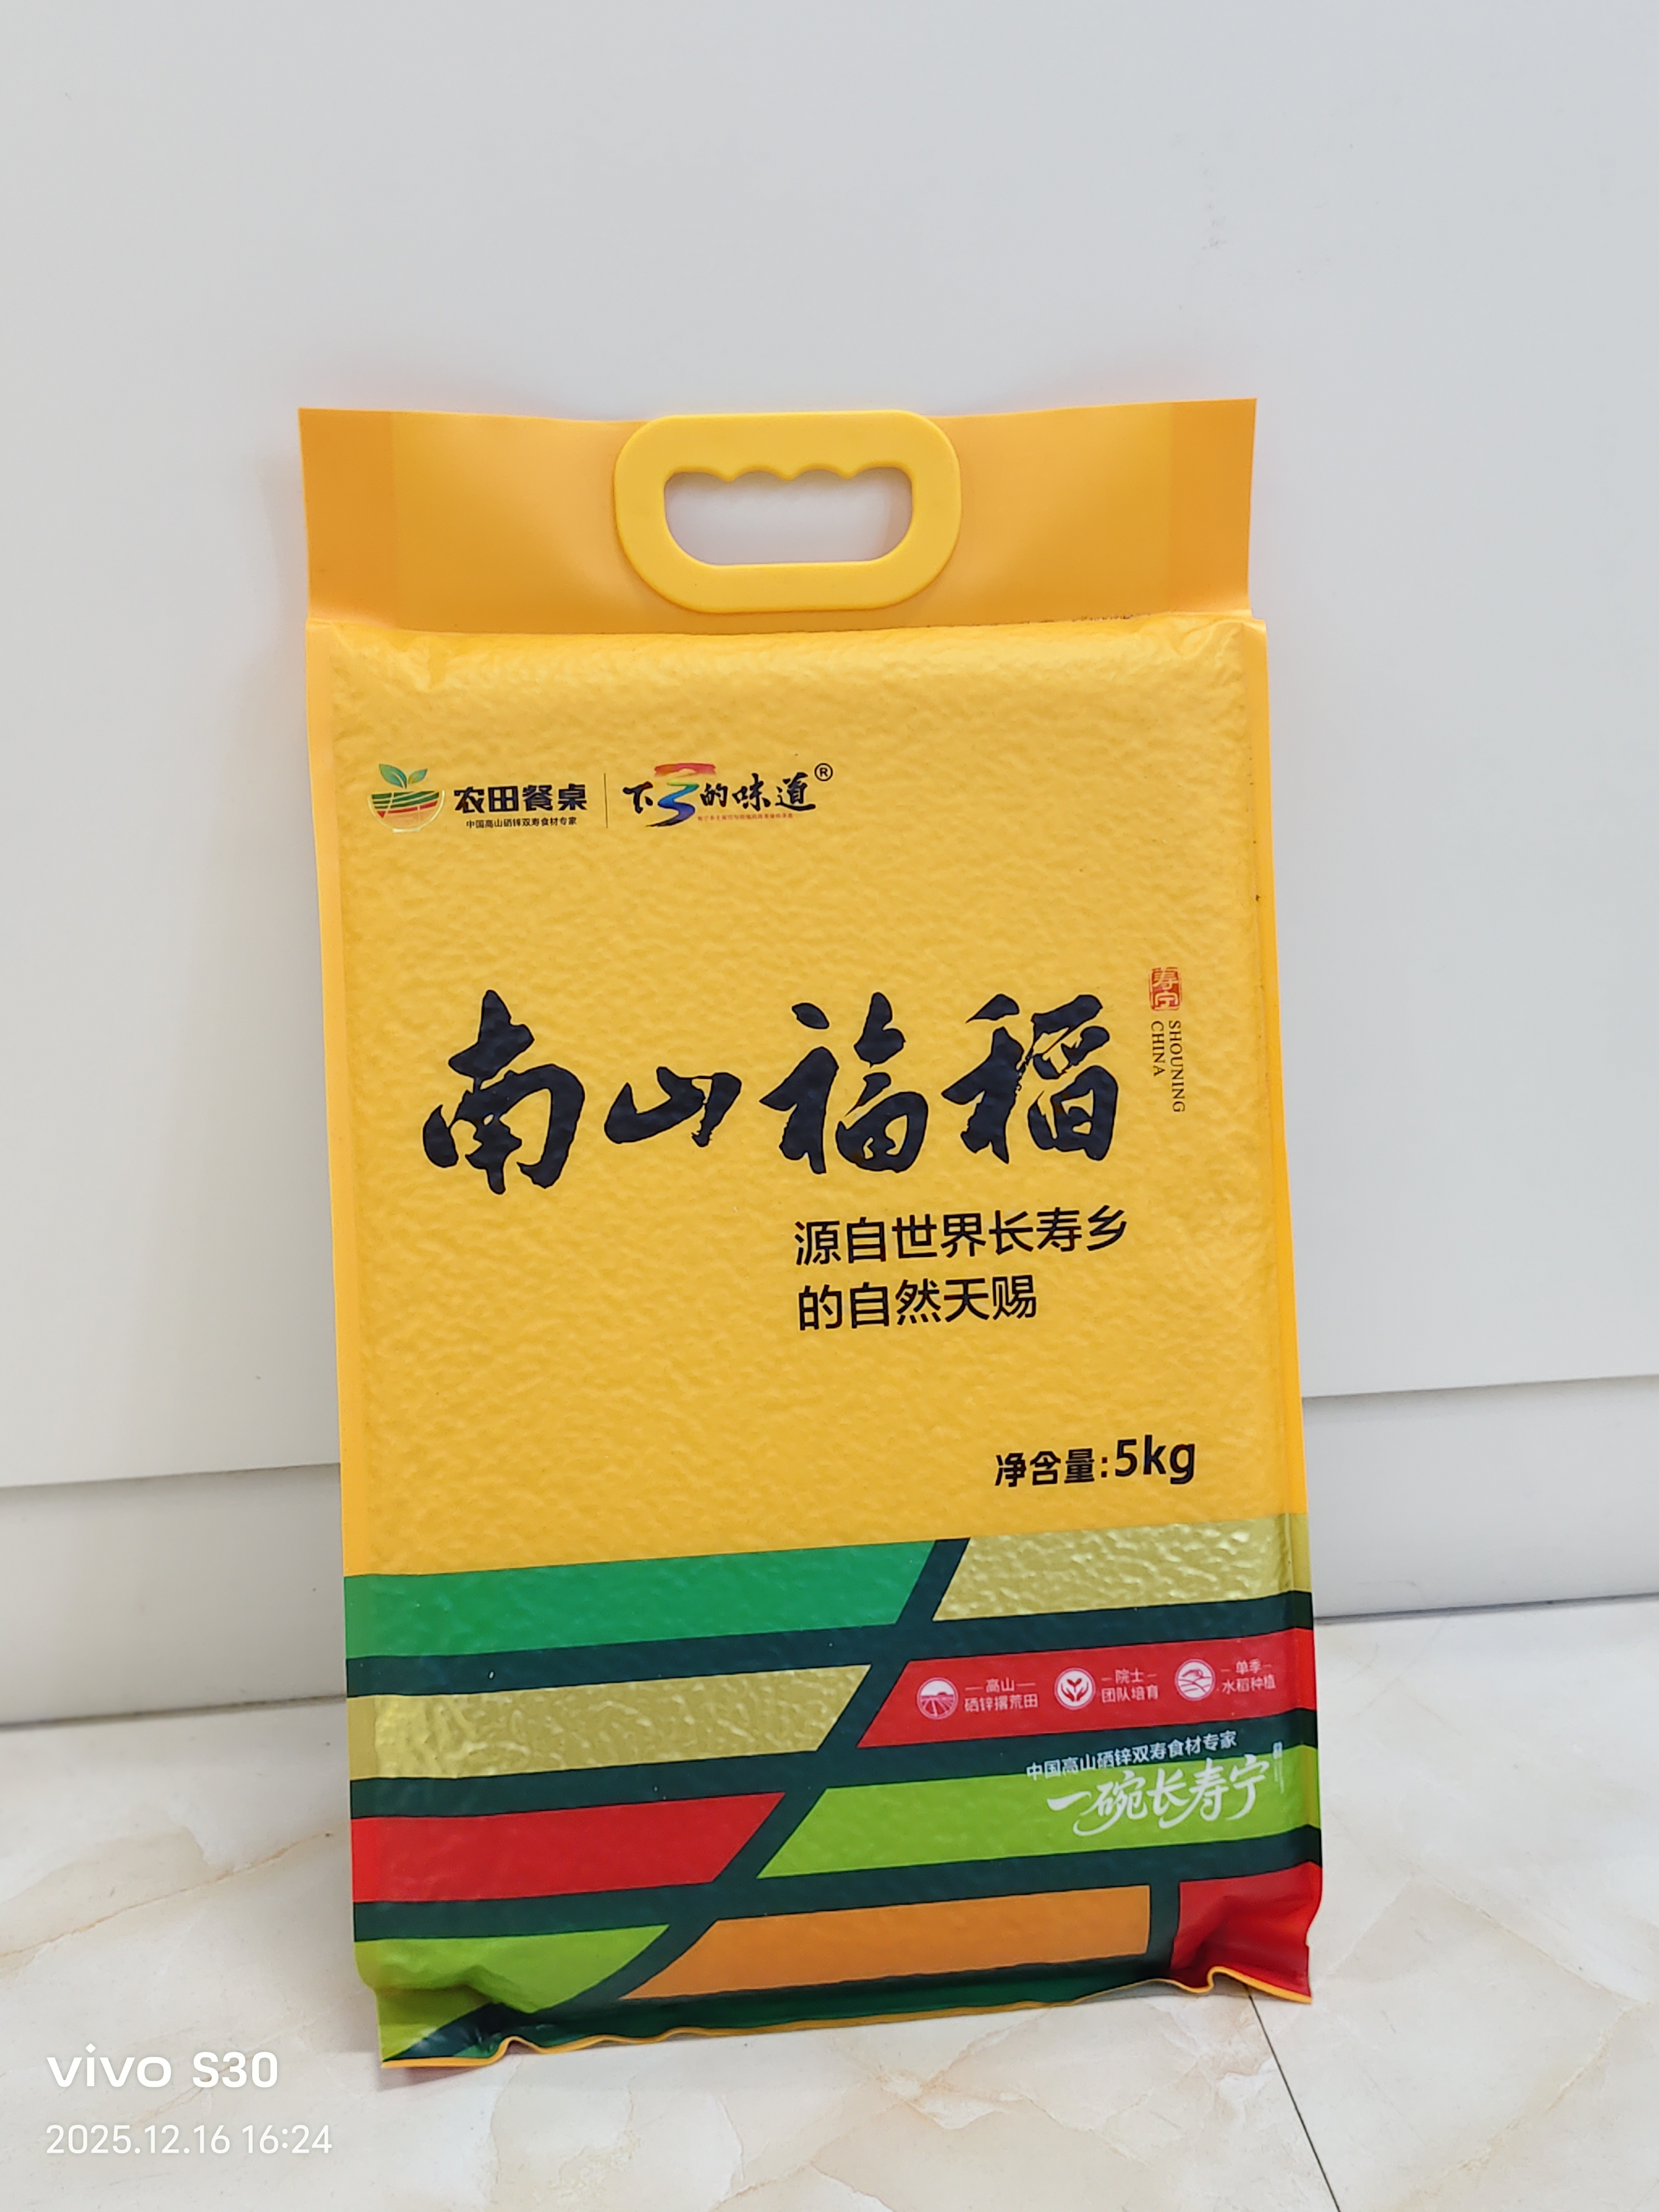 农田餐桌
中国高山硒锌双寿食材专家
下乡的味道®
寿宁
SHOUNING
CHINA
南山福稻
源自世界长寿乡
的自然天赐
净含量:5kg
高山
硒锌撂荒田
院士
团队培育
单季
水稻种植
中国高山硒锌双寿食材专家
一碗长寿宁
vivo S30
2025.12.16 16:24